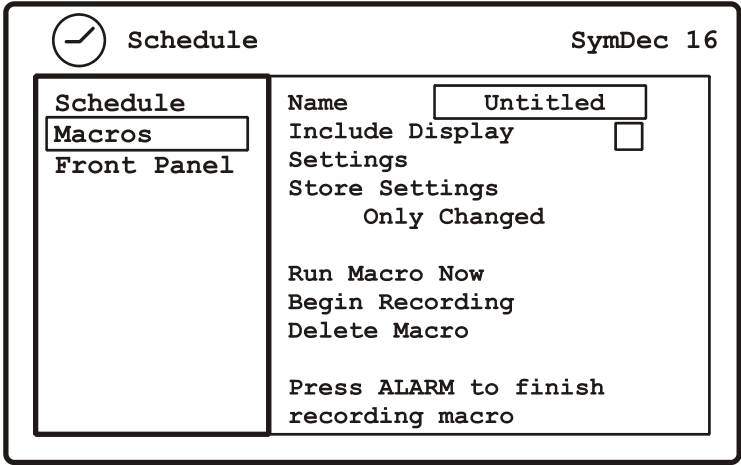 Schedule
SymDec 16
Schedule
Macros
Front Panel
Name
Untitled
Include Display
Settings
Store Settings
Only Changed
Run Macro Now
Begin Recording
Delete Macro
Press ALARM to finish
recording macro